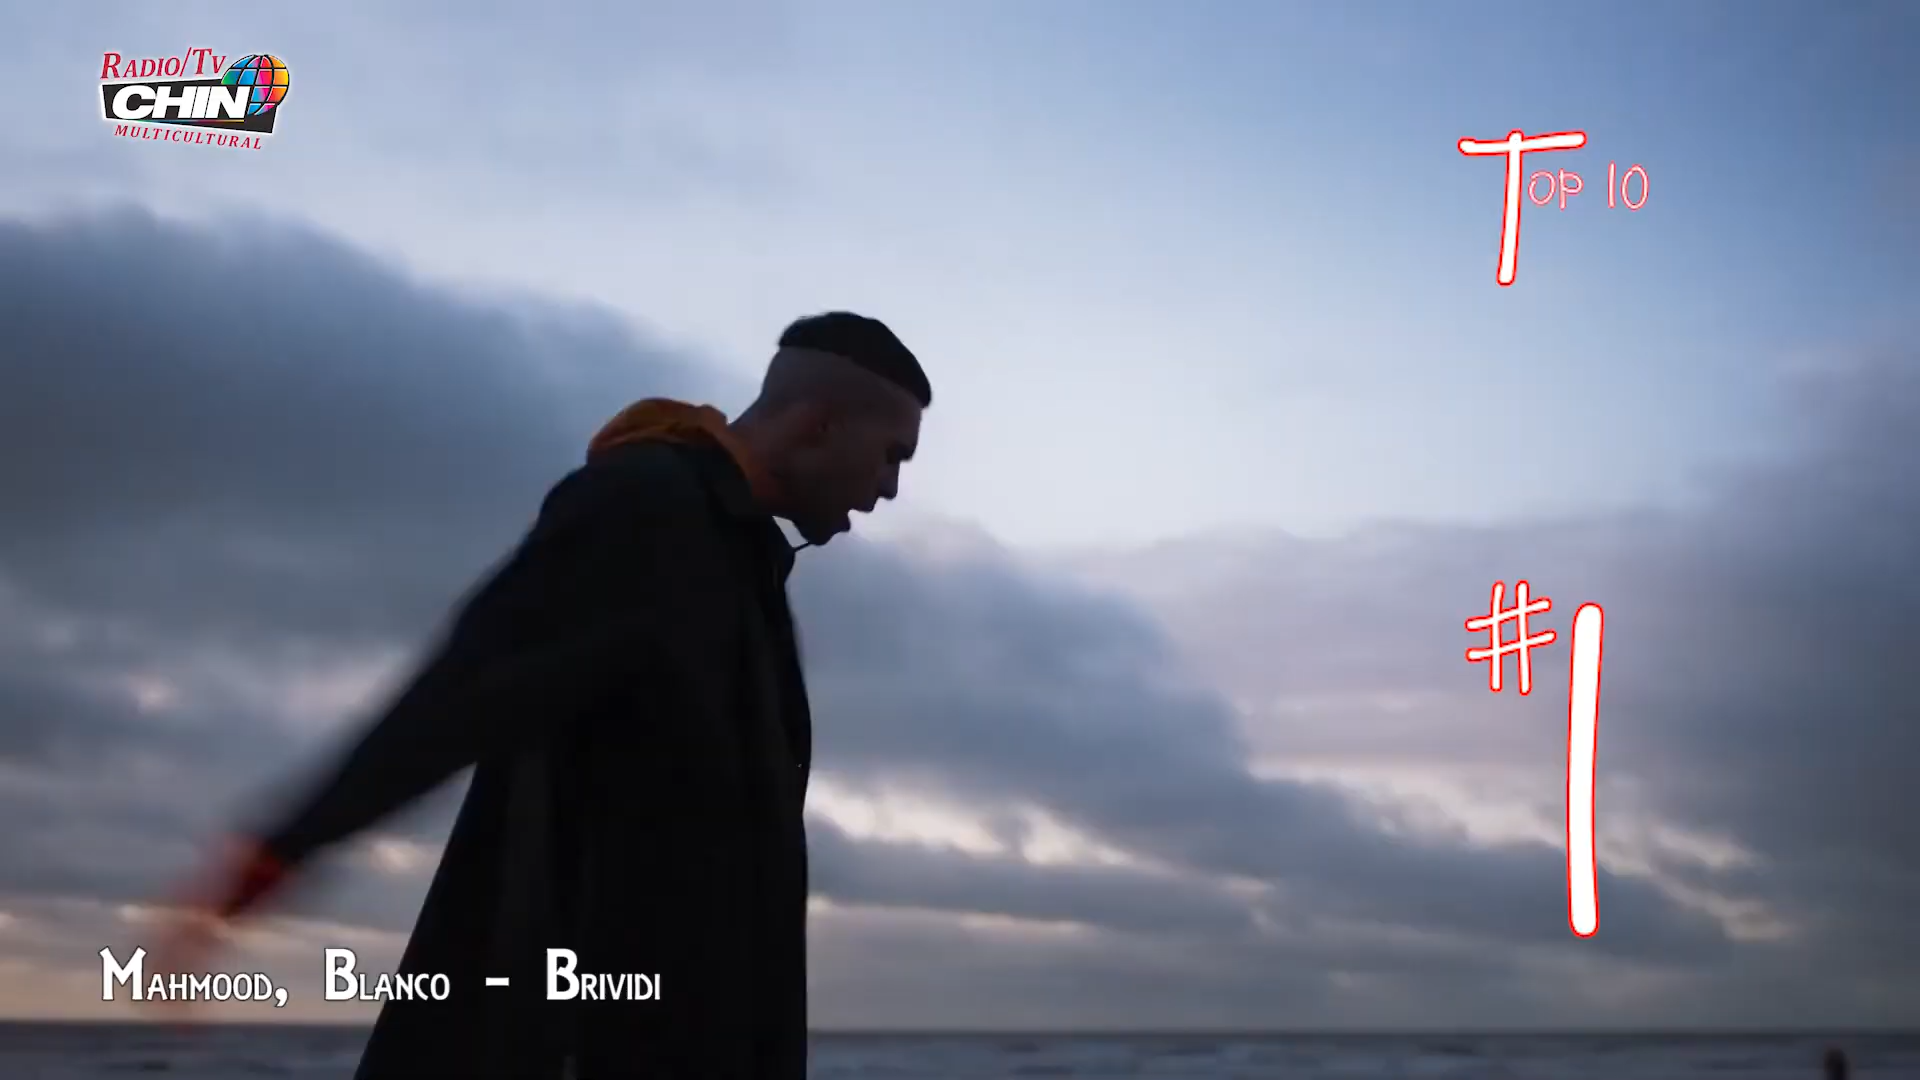 RADIO/TV
CHIN
MULTICULTURAL
TOP 10
#1
MAHMOOD, BLANCO - BRIVIDI